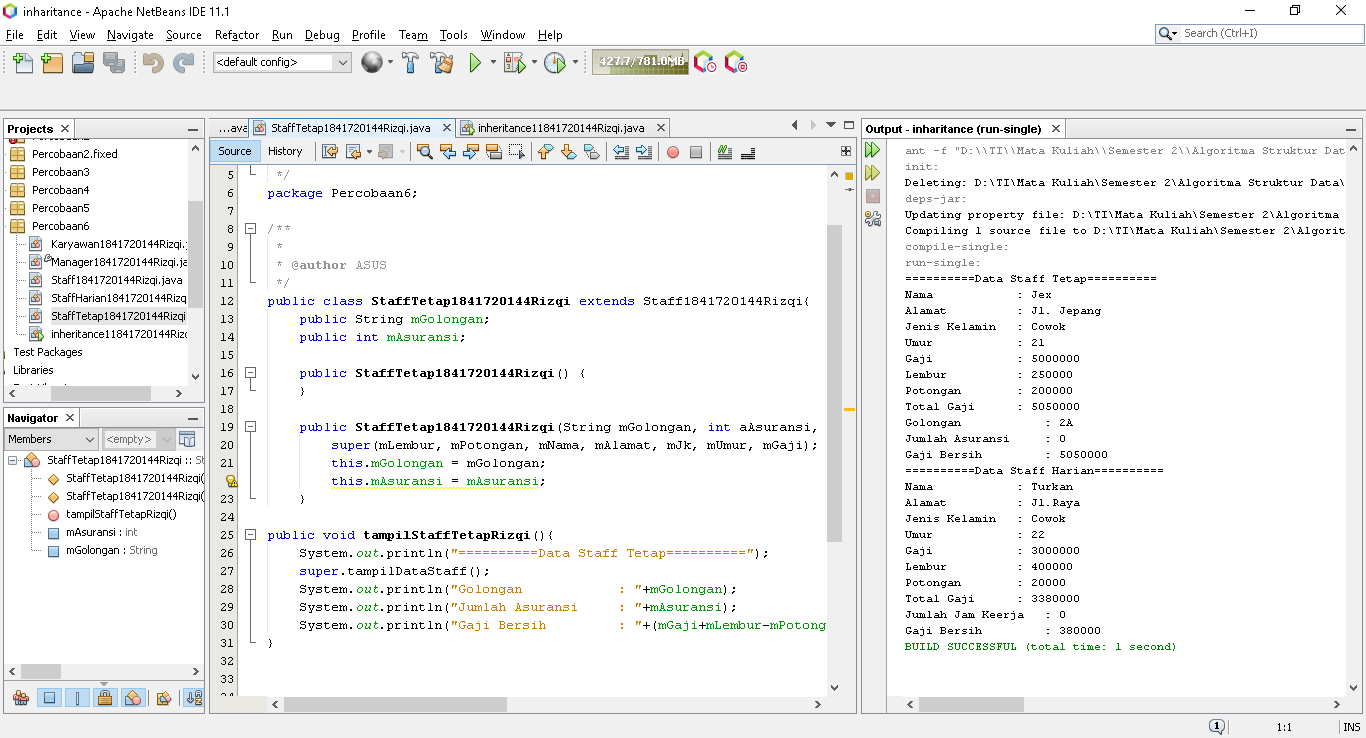 inharitance - Apache NetBeans IDE 11.1
File Edit View Navigate Source Refactor Run Debug Profile Team Tools Window Help
Search (Ctrl+I)
<default config>
427.7/781.0MB
Projects
Percobaan2.fixed
Percobaan3
Percobaan4
Percobaan5
Percobaan6
Karyawan1841720144Rizqi.j
Manager1841720144Rizqi.ja
Staff1841720144Rizqi.java
StaffHarian1841720144Rizq
StaffTetap1841720144Rizqi
inheritance11841720144Rizq
Test Packages
Libraries
Navigator
Members <empty>
StaffTetap1841720144Rizqi :: St
StaffTetap1841720144Rizqi(
StaffTetap1841720144Rizqi(
tampilStaffTetapRizqi()
mAsuransi : int
mGolongan : String
...ava StaffTetap1841720144Rizqi.java inheritance11841720144Rizqi.java
Source History
5 */
6 package Percobaan6;
7
8 /**
9 *
10 * @author ASUS
11 */
12 public class StaffTetap1841720144Rizqi extends Staff1841720144Rizqi{
13 public String mGolongan;
14 public int mAsuransi;
15
16 public StaffTetap1841720144Rizqi() {
17 }
18
19 public StaffTetap1841720144Rizqi(String mGolongan, int aAsuransi,
20 super(mLembur, mPotongan, mNama, mAlamat, mJk, mUmur, mGaji);
21 this.mGolongan = mGolongan;
this.mAsuransi = mAsuransi;
23 }
24
25 public void tampilStaffTetapRizqi(){
26 System.out.println("==========Data Staff Tetap==========");
27 super.tampilDataStaff();
28 System.out.println("Golongan : "+mGolongan);
29 System.out.println("Jumlah Asuransi : "+mAsuransi);
30 System.out.println("Gaji Bersih : "+(mGaji+mLembur-mPotong
31 }
32
33
34
Output - inharitance (run-single)
ant -f "D:\\TI\\Mata Kuliah\\Semester 2\\Algoritma Struktur Dat
init:
Deleting: D:\TI\Mata Kuliah\Semester 2\Algoritma Struktur Data\
deps-jar:
Updating property file: D:\TI\Mata Kuliah\Semester 2\Algoritma
Compiling 1 source file to D:\TI\Mata Kuliah\Semester 2\Algorit
compile-single:
run-single:
==========Data Staff Tetap==========
Nama : Jex
Alamat : Jl. Jepang
Jenis Kelamin : Cowok
Umur : 21
Gaji : 5000000
Lembur : 250000
Potongan : 200000
Total Gaji : 5050000
Golongan : 2A
Jumlah Asuransi : 0
Gaji Bersih : 5050000
==========Data Staff Harian==========
Nama : Turkan
Alamat : Jl.Raya
Jenis Kelamin : Cowok
Umur : 22
Gaji : 3000000
Lembur : 400000
Potongan : 20000
Total Gaji : 3380000
Jumlah Jam Keerja : 0
Gaji Bersih : 380000
BUILD SUCCESSFUL (total time: 1 second)
1 1:1 INS